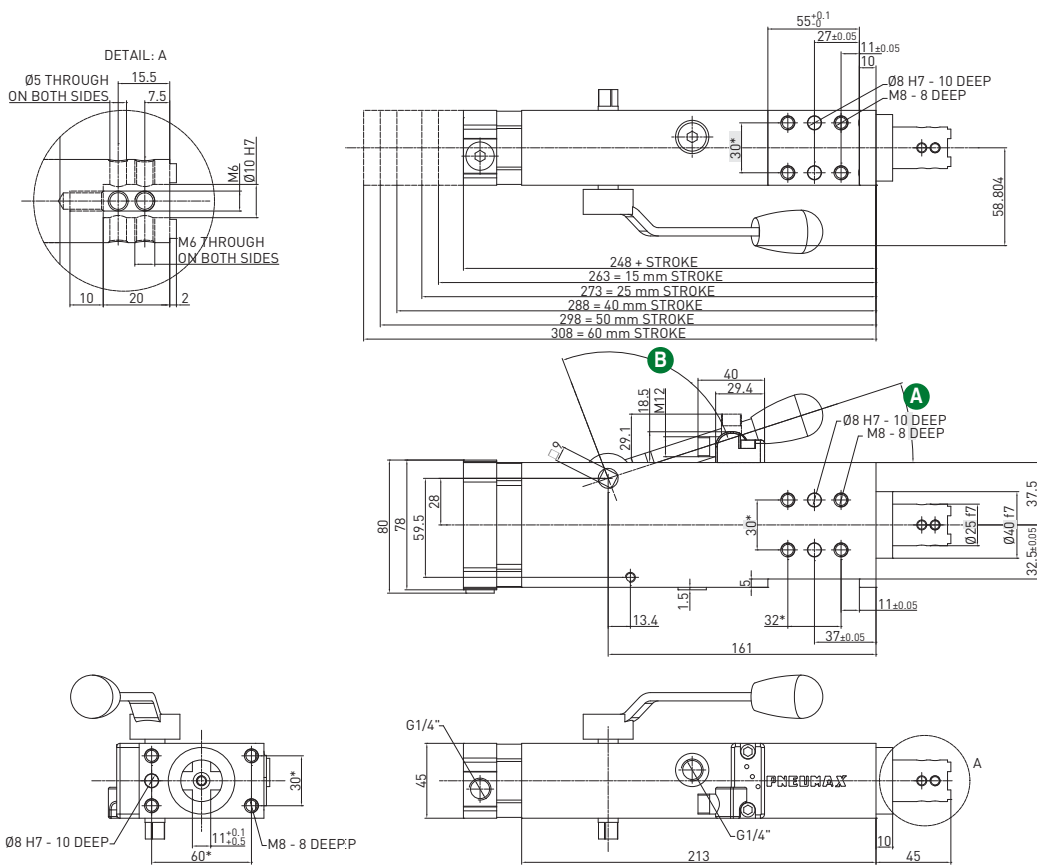 DETAIL: A
Ø5 THROUGH
ON BOTH SIDES
15.5
7.5
M6
Ø10 H7
M6 THROUGH
ON BOTH SIDES
10
20
2
55+0.1 -0
27±0.05
11±0.05
10
Ø8 H7 - 10 DEEP
M8 - 8 DEEP
30*
58.804
248 + STROKE
263 = 15 mm STROKE
273 = 25 mm STROKE
288 = 40 mm STROKE
298 = 50 mm STROKE
308 = 60 mm STROKE
B
40
29.4
A
18.5
M12
29.1
Ø8 H7 - 10 DEEP
M8 - 8 DEEP
□9
80
78
59.5
28
30*
Ø25 f7
Ø40 f7
37.5
32.5±0.05
1.5
5
13.4
32*
11±0.05
37±0.05
161
G1/4"
45
PNEUMAX
A
30*
Ø8 H7 - 10 DEEP
11+0.1 +0.5
M8 - 8 DEEP
60*
G1/4"
10
213
45